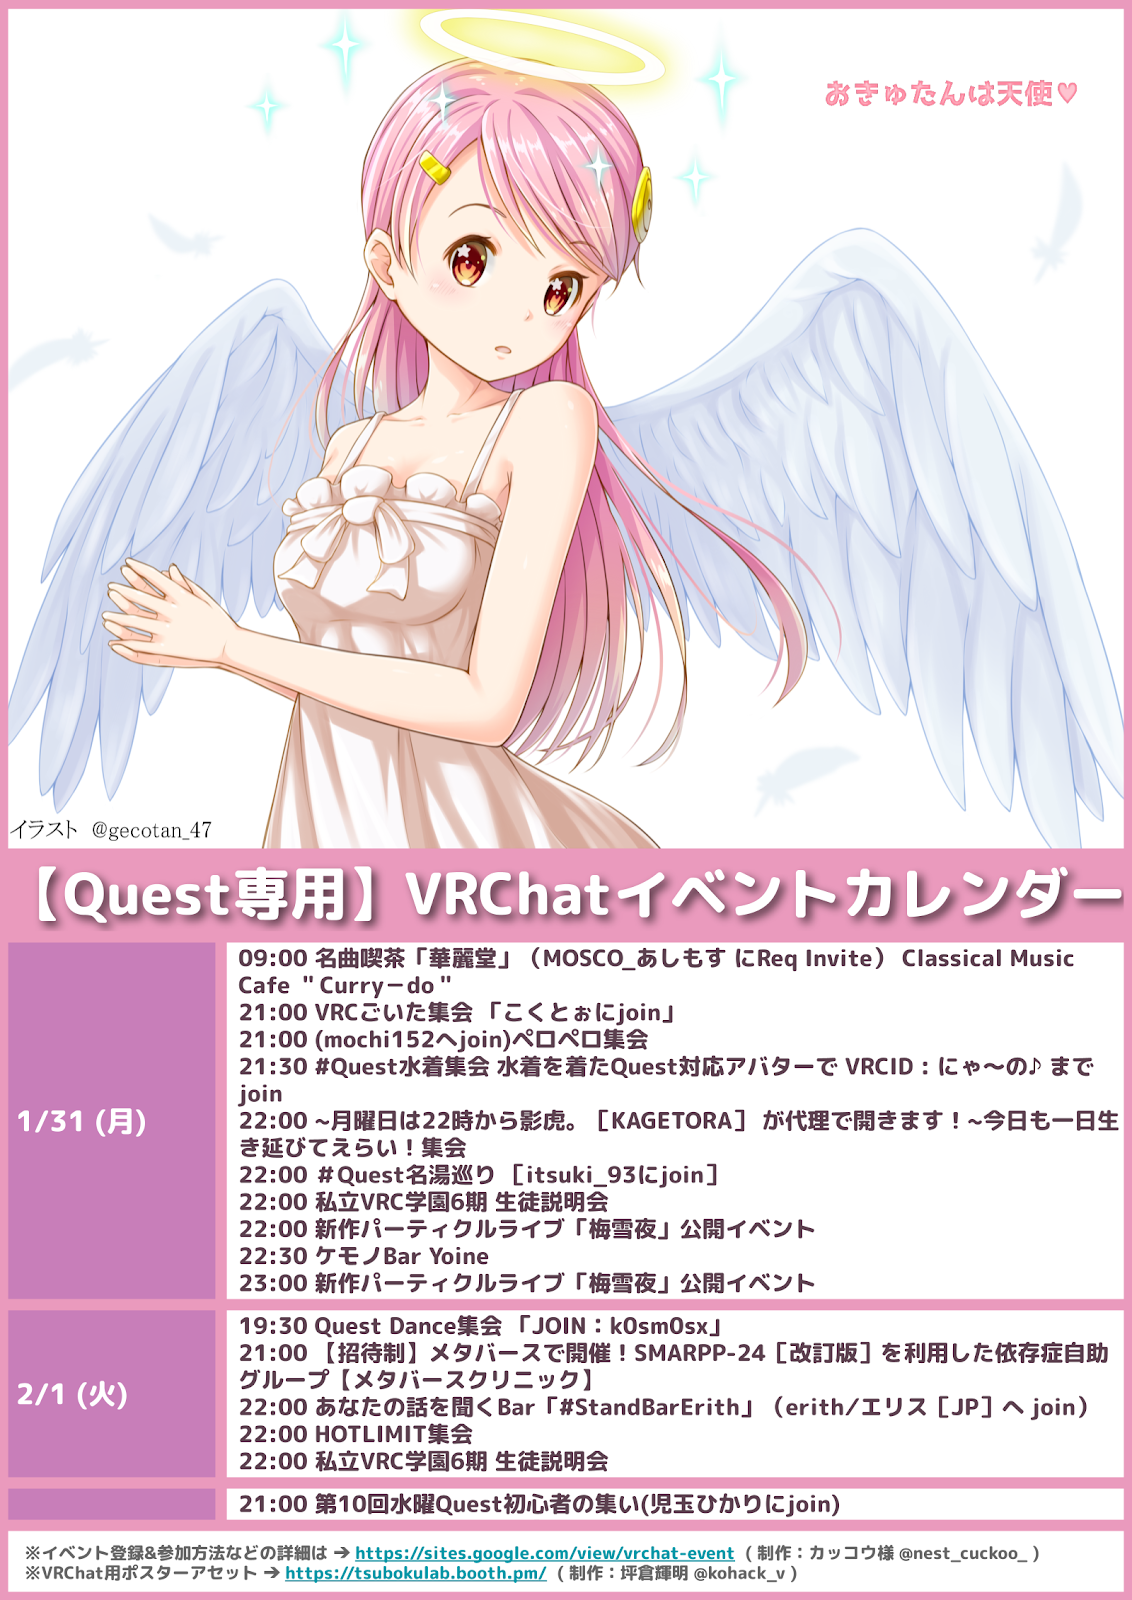 おきゅたんは天使♥
イラスト @gecotan_47
【Quest専用】VRChatイベントカレンダー
1/31 (月)
09:00 名曲喫茶「華麗堂」（MOSCO_あしもす にReq Invite） Classical Music
Cafe ＂Curry－do＂
21:00 VRCごいた集会 「こくとぉにjoin」
21:00 (mochi152へjoin)ペロペロ集会
21:30 #Quest水着集会 水着を着たQuest対応アバターで VRCID : にゃ～の♪ まで
join
22:00 ~月曜日は22時から影虎。［KAGETORA］ が代理で開きます！~今日も一日生
き延びてえらい！集会
22:00 ＃Quest名湯巡り ［itsuki_93にjoin］
22:00 私立VRC学園6期 生徒説明会
22:00 新作パーティクルライブ「梅雪夜」公開イベント
22:30 ケモノBar Yoine
23:00 新作パーティクルライブ「梅雪夜」公開イベント
2/1 (火)
19:30 Quest Dance集会 「JOIN：k0sm0sx」
21:00 【招待制】メタバースで開催！SMARPP-24［改訂版］を利用した依存症自助
グループ【メタバースクリニック】
22:00 あなたの話を聞くBar「#StandBarErith」（erith/エリス［JP］へ join）
22:00 HOTLIMIT集会
22:00 私立VRC学園6期 生徒説明会
21:00 第10回水曜Quest初心者の集い(児玉ひかりにjoin)
※イベント登録&参加方法などの詳細は → https://sites.google.com/view/vrchat-event （制作：カッコウ様 @nest_cuckoo_ ）
※VRChat用ポスターアセット → https://tsubokulab.booth.pm/ （制作：坪倉輝明 @kohack_v ）